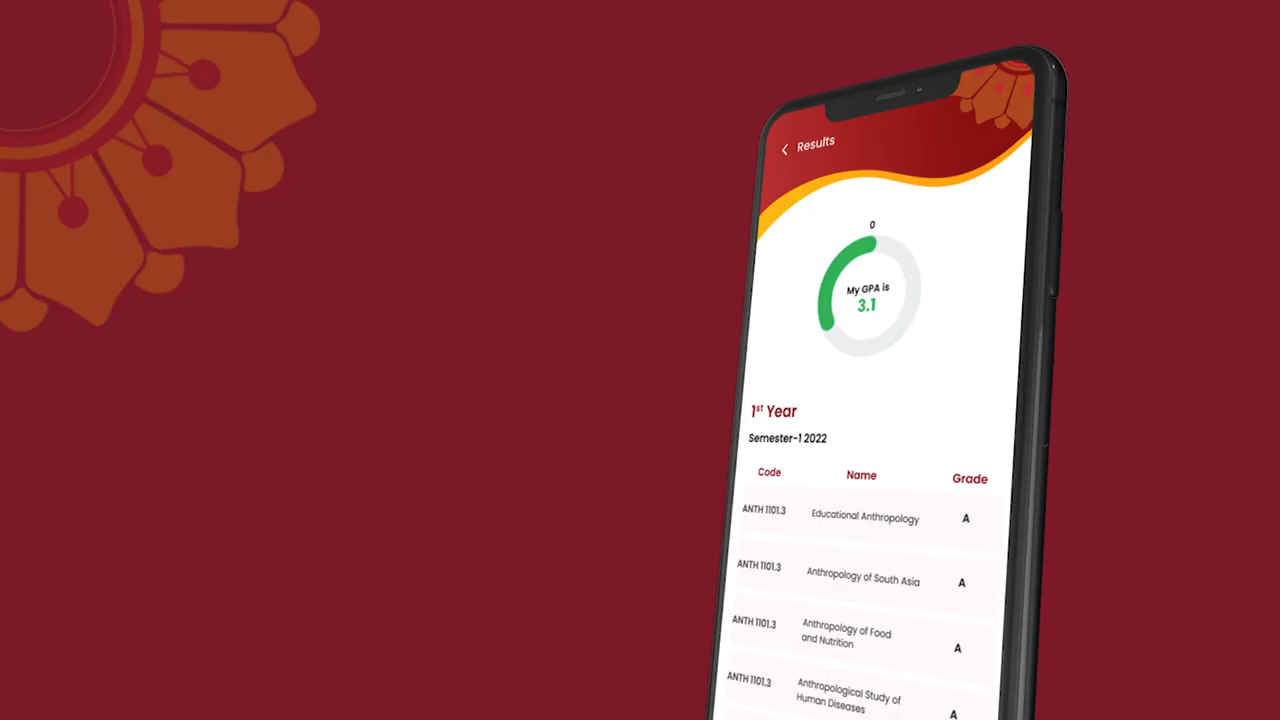 Results
0
My GPA is
3.1
1st Year
Semester-1 2022
Code Name Grade
ANTH 1101.3 Educational Anthropology A
ANTH 1101.3 Anthropology of South Asia A
ANTH 1101.3 Anthropology of Food
and Nutrition A
ANTH 1101.3 Anthropological Study of
Human Diseases A